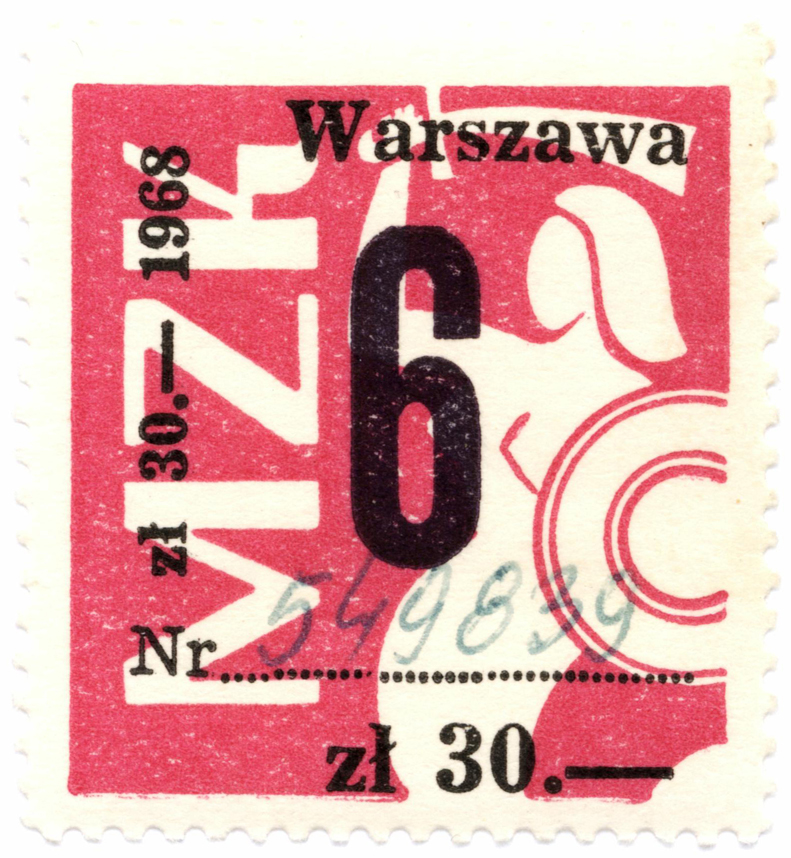 Warszawa
MZK
zł 30.— 1968
6
Nr 549839
zł 30.—